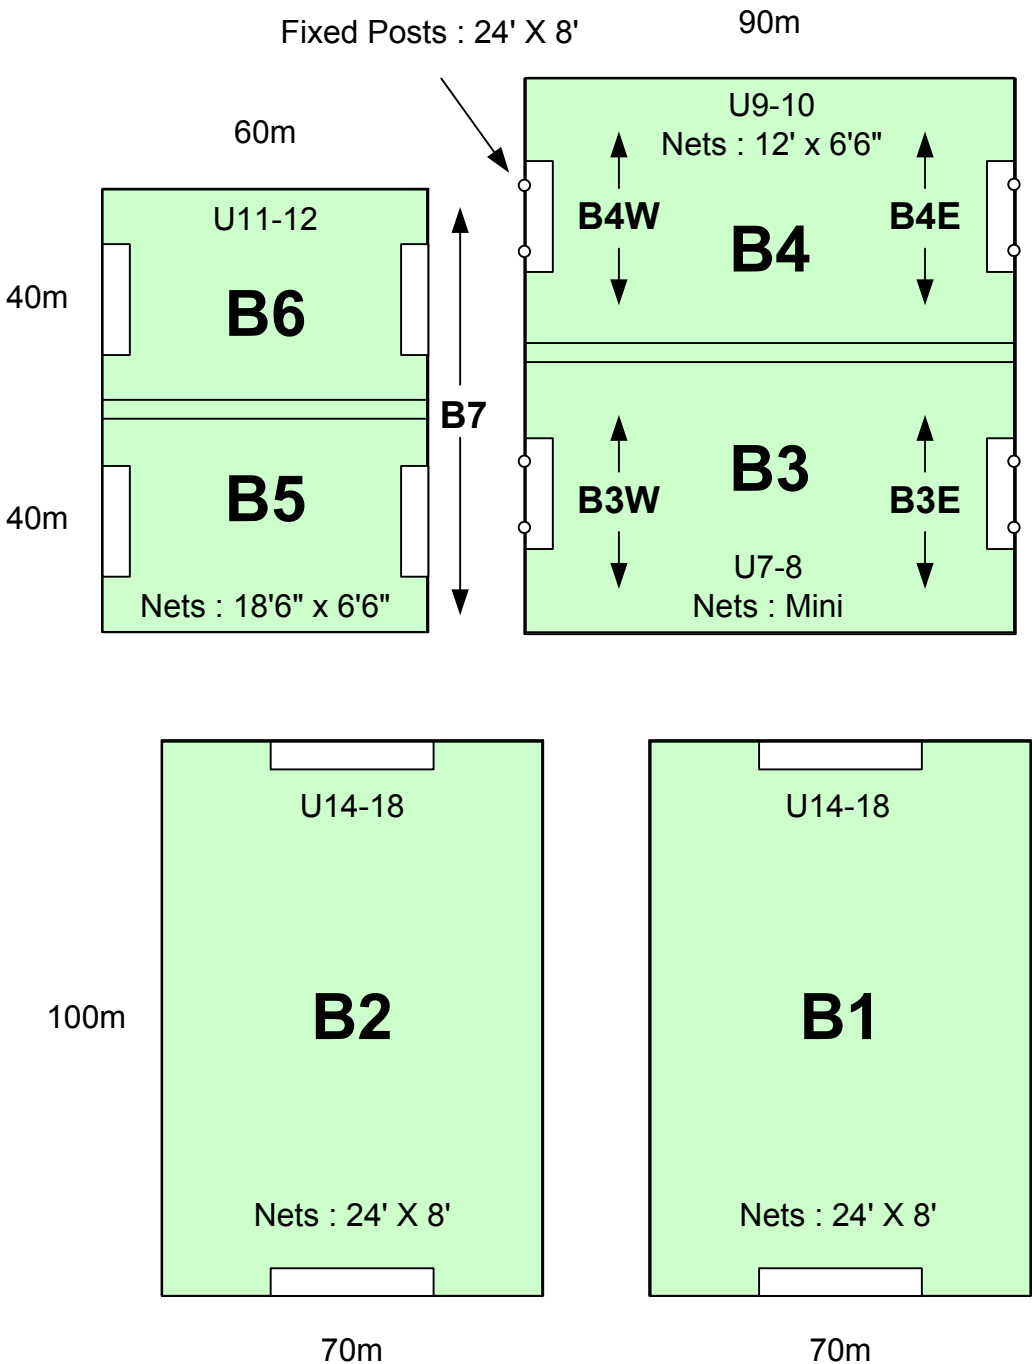 Fixed Posts : 24' X 8'
90m
60m
U9-10
Nets : 12' x 6'6"
B4W
B4E
B4
U11-12
40m
B6
B7
B3
B3W
B3E
B5
40m
U7-8
Nets : 18'6" x 6'6"
Nets : Mini
U14-18
U14-18
100m
B2
B1
Nets : 24' X 8'
Nets : 24' X 8'
70m
70m